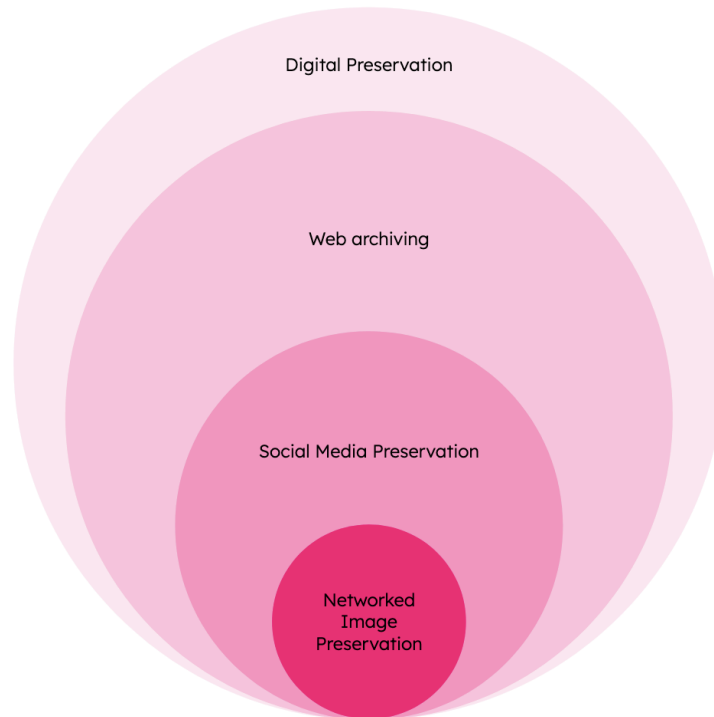 Digital Preservation
Web archiving
Social Media Preservation
Networked
Image
Preservation